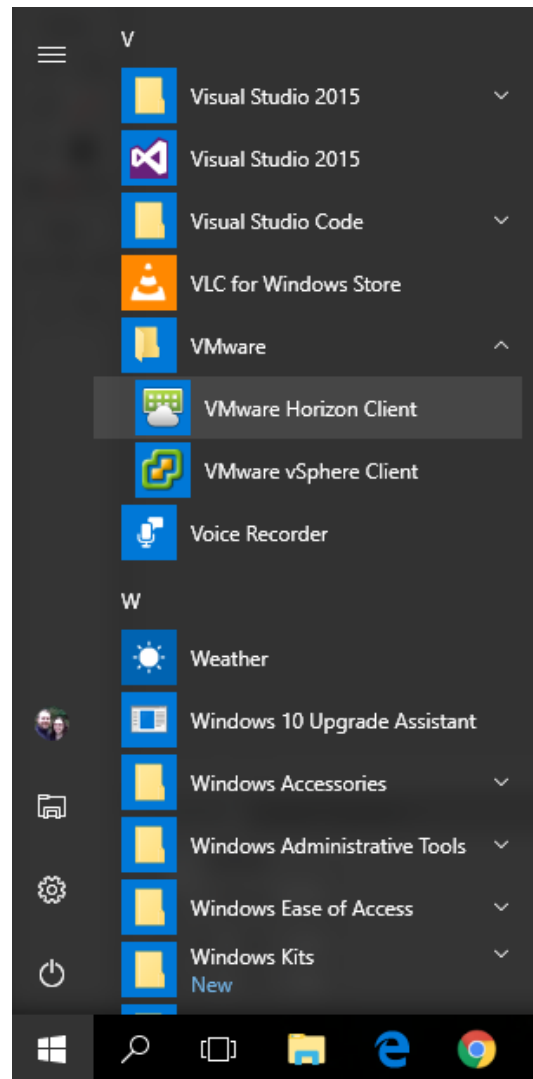 V
Visual Studio 2015
Visual Studio 2015
Visual Studio Code
VLC for Windows Store
VMware
VMware Horizon Client
VMware vSphere Client
Voice Recorder
W
Weather
Windows 10 Upgrade Assistant
Windows Accessories
Windows Administrative Tools
Windows Ease of Access
Windows Kits
New